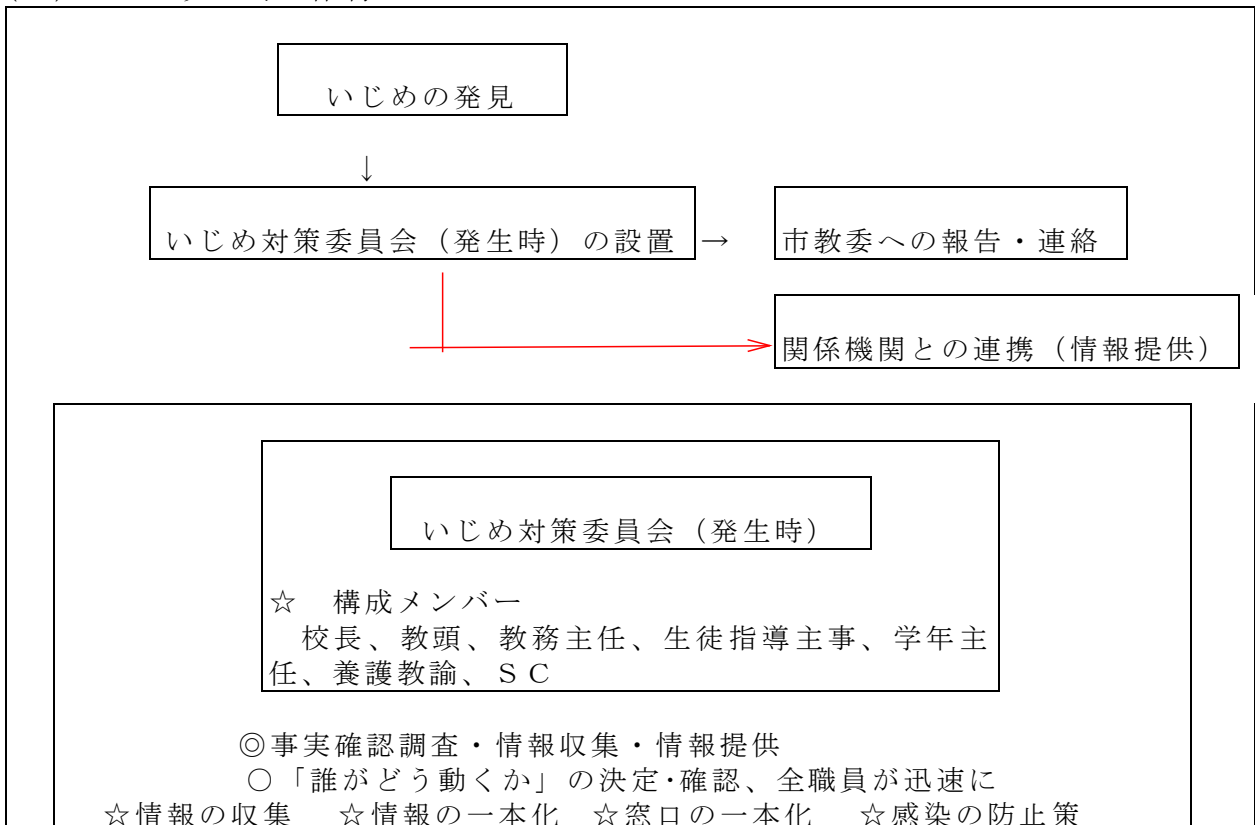 いじめの発見
↓
いじめ対策委員会（発生時）の設置 → 市教委への報告・連絡
関係機関との連携（情報提供）
いじめ対策委員会（発生時）
☆　構成メンバー
校長、教頭、教務主任、生徒指導主事、学年主
任、養護教諭、ＳＣ
◎事実確認調査・情報収集・情報提供
○「誰がどう動くか」の決定･確認、全職員が迅速に
☆情報の収集　☆情報の一本化　☆窓口の一本化　☆感染の防止策